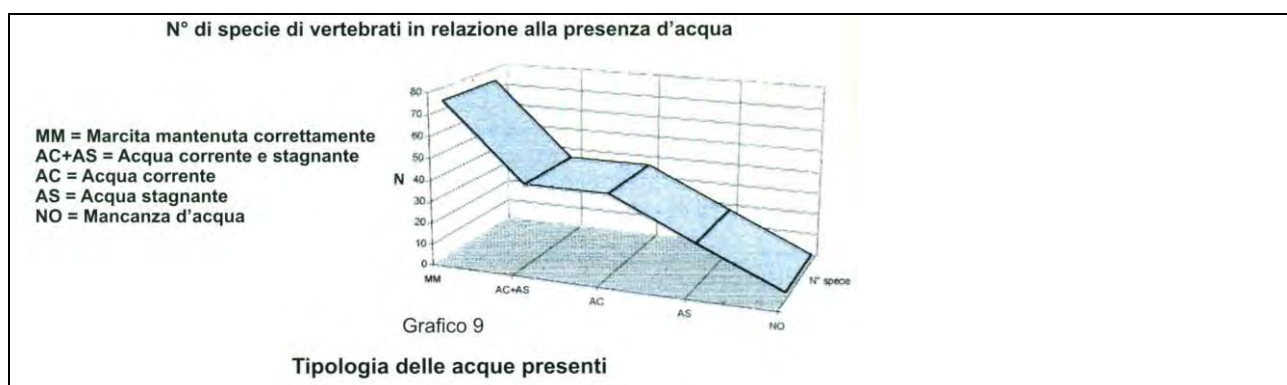 N° di specie di vertebrati in relazione alla presenza d'acqua
MM = Marcita mantenuta correttamente
AC+AS = Acqua corrente e stagnante
AC = Acqua corrente
AS = Acqua stagnante
NO = Mancanza d'acqua
N
80
70
60
50
40
30
20
10
0
MM
AC+AS
AC
AS
NO
N° specie
Grafico 9
Tipologia delle acque presenti